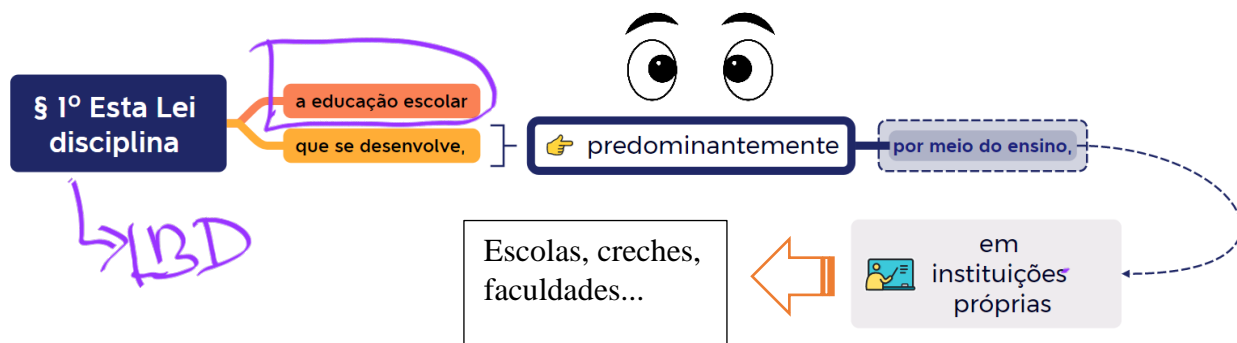 § 1º Esta Lei
disciplina
a educação escolar
que se desenvolve,
predominantemente
por meio do ensino,
em
instituições
próprias
Escolas, creches,
faculdades...
LBD